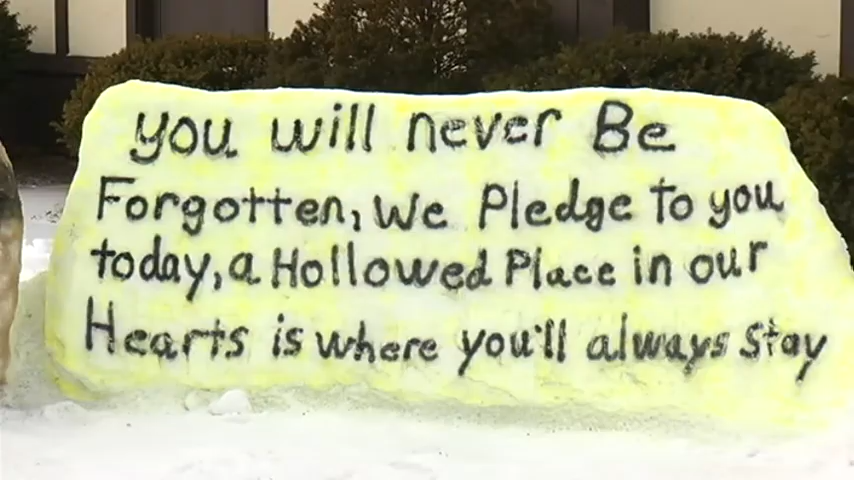 you will never Be
Forgotten, We Pledge to you
today, a Hollowed Place in our
Hearts is where you'll always stay